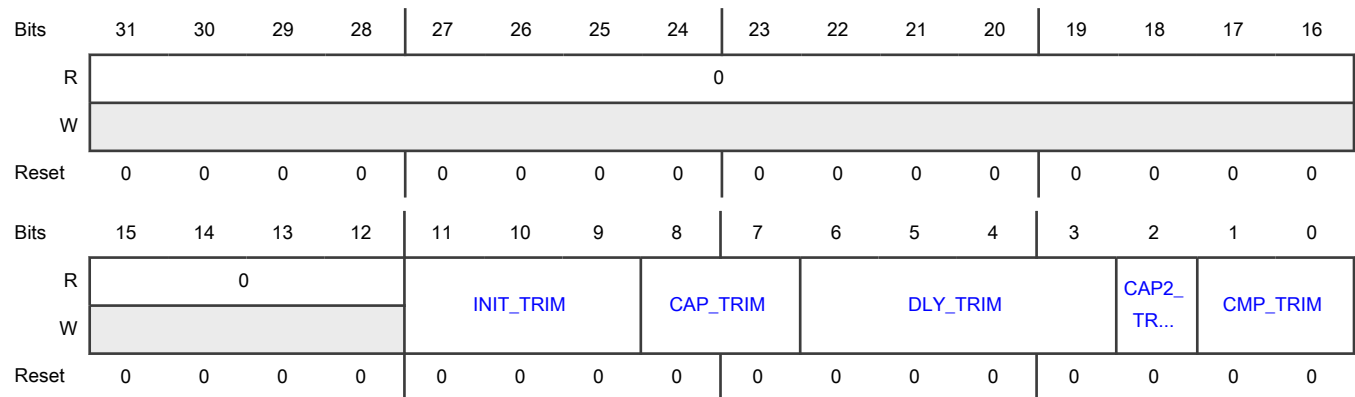 Bits 31 30 29 28 27 26 25 24 23 22 21 20 19 18 17 16
R 0
W
Reset 0 0 0 0 0 0 0 0 0 0 0 0 0 0 0 0
Bits 15 14 13 12 11 10 9 8 7 6 5 4 3 2 1 0
R 0 INIT_TRIM CAP_TRIM DLY_TRIM CAP2_TR... CMP_TRIM
W
Reset 0 0 0 0 0 0 0 0 0 0 0 0 0 0 0 0